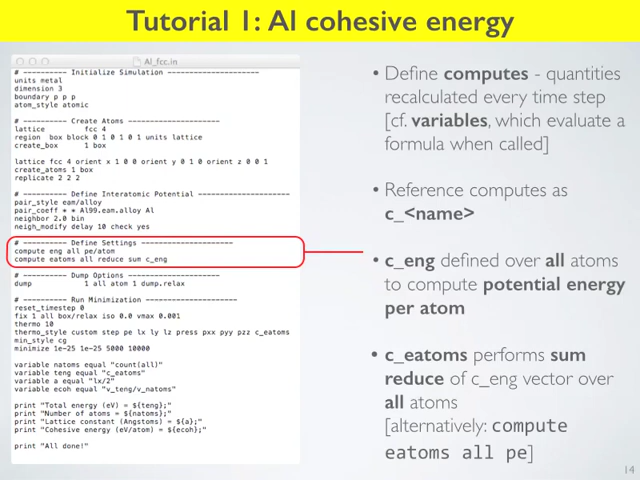 Tutorial 1: Al cohesive energy
Al_fcc.in
# ---------- Initialize Simulation ---------------------
units metal
dimension 3
boundary p p p
atom_style atomic
# ---------- Create Atoms ---------------------
lattice fcc 4
region box block 0 1 0 1 0 1 units lattice
create_box 1 box
lattice fcc 4 orient x 1 0 0 orient y 0 1 0 orient z 0 0 1
create_atoms 1 box
replicate 2 2 2
# ---------- Define Interatomic Potential ---------------------
pair_style eam/alloy
pair_coeff * * Al99.eam.alloy Al
neighbor 2.0 bin
neigh_modify delay 10 check yes
# ---------- Define Settings ---------------------
compute eng all pe/atom
compute eatoms all reduce sum c_eng
# ---------- Dump Options ---------------------
dump 1 all atom 1 dump.relax
# ---------- Run Minimization ---------------------
reset_timestep 0
fix 1 all box/relax iso 0.0 vmax 0.001
thermo 10
thermo_style custom step pe lx ly lz press pxx pyy pzz c_eatoms
min_style cg
minimize 1e-25 1e-25 5000 10000
variable natoms equal "count(all)"
variable teng equal "c_eatoms"
variable a equal "lx/2"
variable ecoh equal "v_teng/v_natoms"
print "Total energy (eV) = ${teng};"
print "Number of atoms = ${natoms};"
print "Lattice constant (Angstoms) = ${a};"
print "Cohesive energy (eV/atom) = ${ecoh};"
print "All done!"
• Define computes - quantities
recalculated every time step
[cf. variables, which evaluate a
formula when called]
• Reference computes as
c_<name>
• c_eng defined over all atoms
to compute potential energy
per atom
• c_eatoms performs sum
reduce of c_eng vector over
all atoms
[alternatively: compute
eatoms all pe]
14